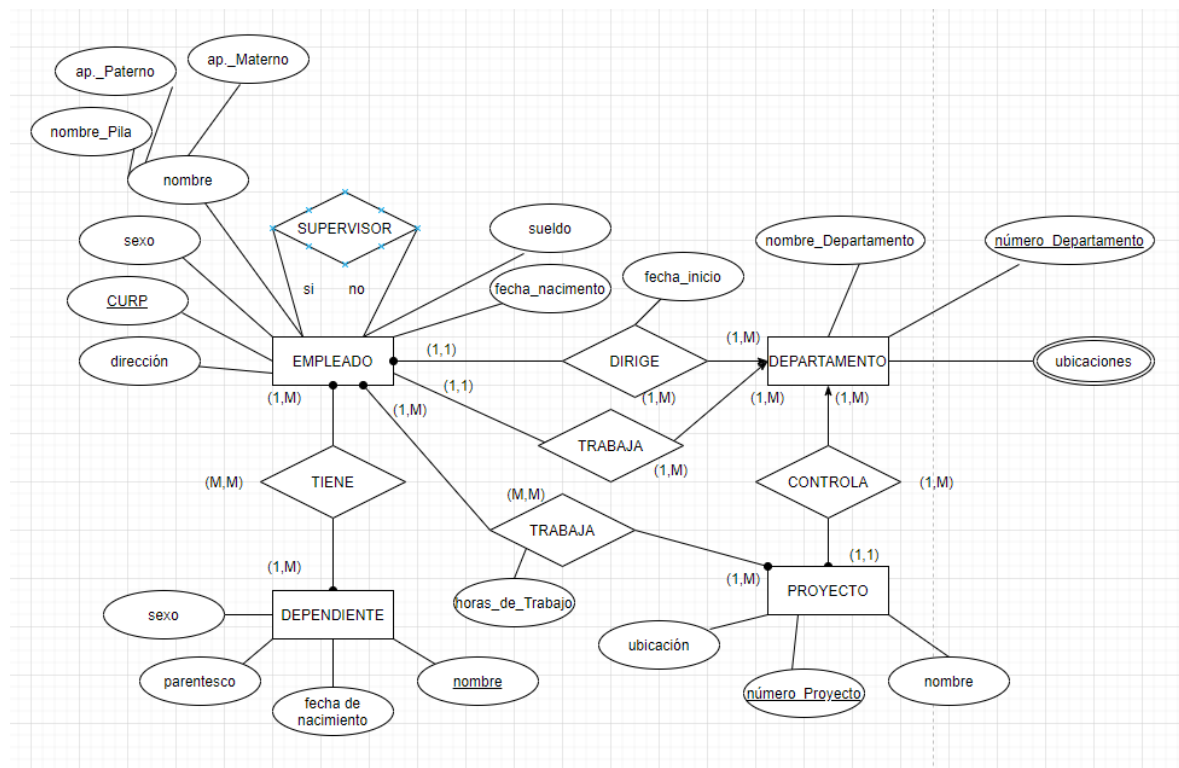 ap._Materno
ap._Paterno
nombre_Pila
nombre
SUPERVISOR
sueldo
sexo
nombre_Departamento
número_Departamento
fecha_inicio
si
no
fecha_nacimento
CURP
(1,1)
(1,M)
EMPLEADO
DIRIGE
DEPARTAMENTO
ubicaciones
dirección
(1,1)
(1,M)
(1,M)
(1,M)
(1,M)
(1,M)
TRABAJA
(1,M)
(M,M)
TIENE
CONTROLA
(1,M)
(M,M)
TRABAJA
(1,1)
(1,M)
(1,M)
PROYECTO
horas_de_Trabajo
sexo
DEPENDIENTE
ubicación
parentesco
nombre
número_Proyecto
nombre
fecha de
nacimiento